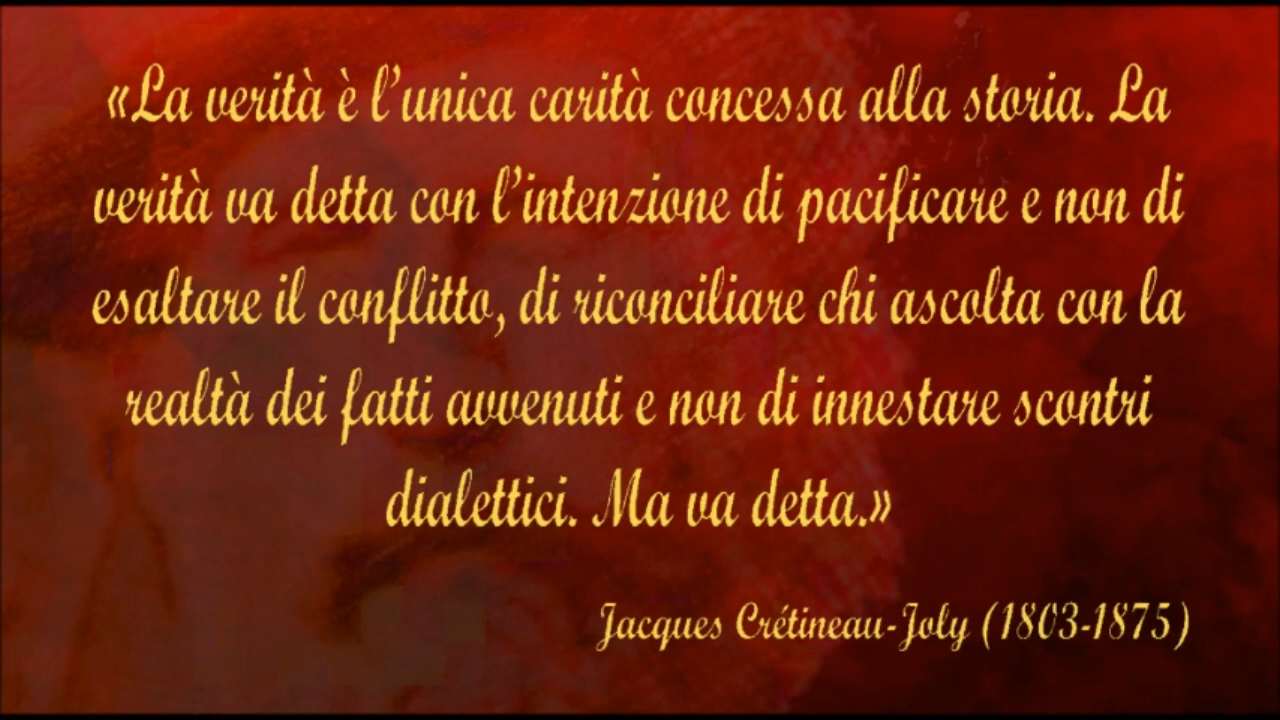 «La verità è l’unica carità concessa alla storia. La
verità va detta con l’intenzione di pacificare e non di
esaltare il conflitto, di riconciliare chi ascolta con la
realtà dei fatti avvenuti e non di innestare scontri
dialettici. Ma va detta.»
Jacques Crétineau-Joly (1803-1875)